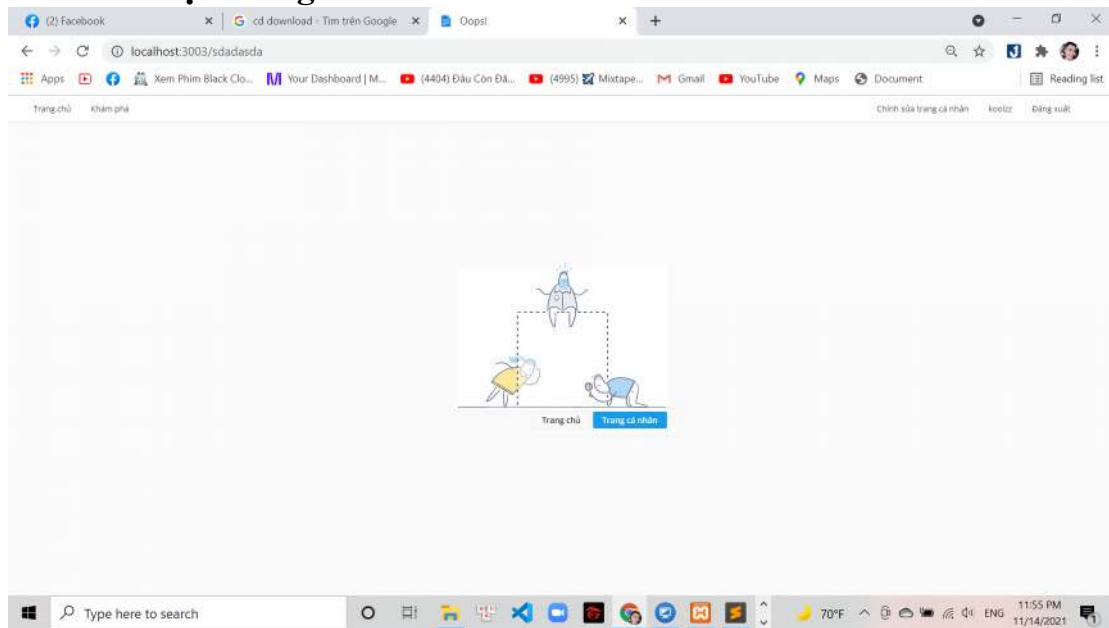 (2) Facebook
cd download - Tìm trên Google
Oops!
localhost:3003/sdadasda
Apps
Xem Phim Black Clo...
Your Dashboard | M...
(4404) Đâu Còn Đâ...
(4995) Mixtape...
Gmail
YouTube
Maps
Document
Reading list
Trang chủ
Khám phá
Chỉnh sửa trang cá nhân
koolzz
Đăng xuất
Trang chủ
Trang cá nhân
Type here to search
70°F
ENG
11:55 PM
11/14/2021